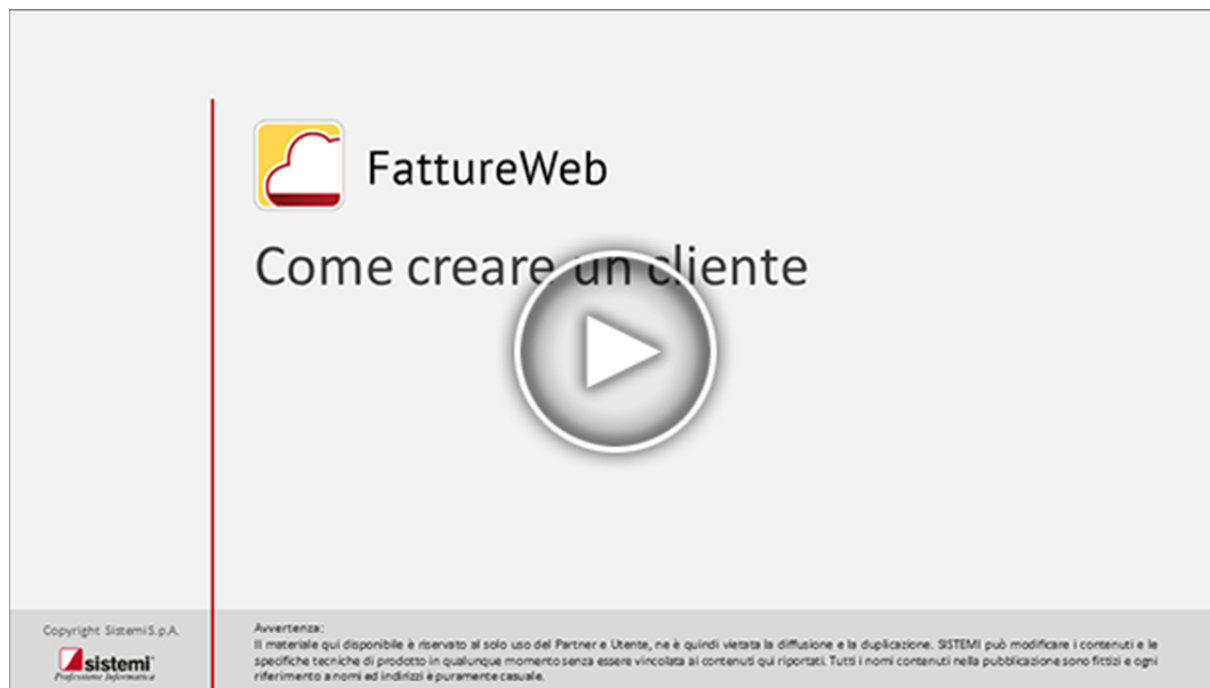 FattureWeb
Come creare un cliente
Copyright Sistemi S.p.A.
sistemi
Professione Informatica
Avvertenza:
Il materiale qui disponibile è riservato al solo uso del Partner e Utente, ne è quindi vietata la diffusione e la duplicazione. SISTEMI può modificare i contenuti e le
specifiche tecniche di prodotto in qualunque momento senza essere vincolata ai contenuti qui riportati. Tutti i nomi contenuti nella pubblicazione sono fittizi e ogni
riferimento a nomi ed indirizzi è puramente casuale.